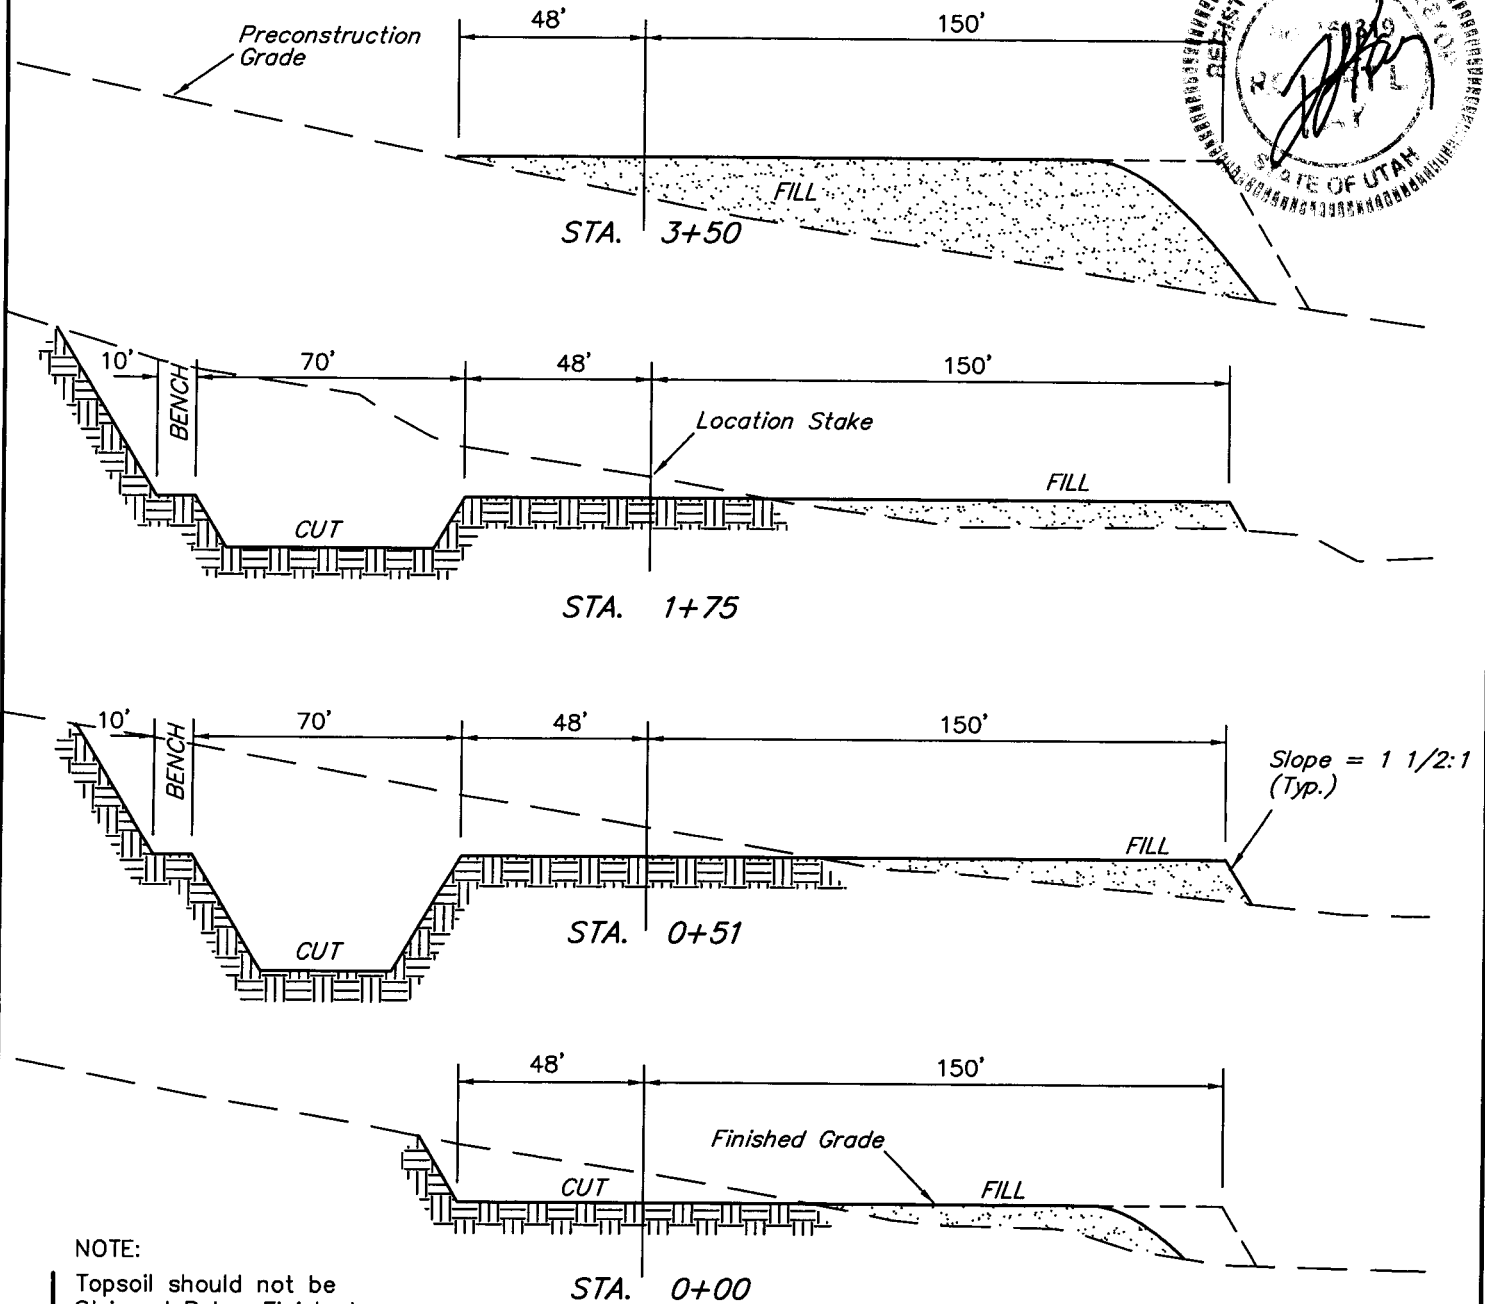 48'
150'
Preconstruction
Grade
STATE OF UTAH
FILL
STA. 3+50
10'
BENCH
70'
48'
150'
Location Stake
FILL
CUT
STA. 1+75
10'
BENCH
70'
48'
150'
Slope = 1 1/2:1
(Typ.)
FILL
CUT
STA. 0+51
48'
150'
Finished Grade
CUT
FILL
NOTE:
Topsoil should not be
STA. 0+00